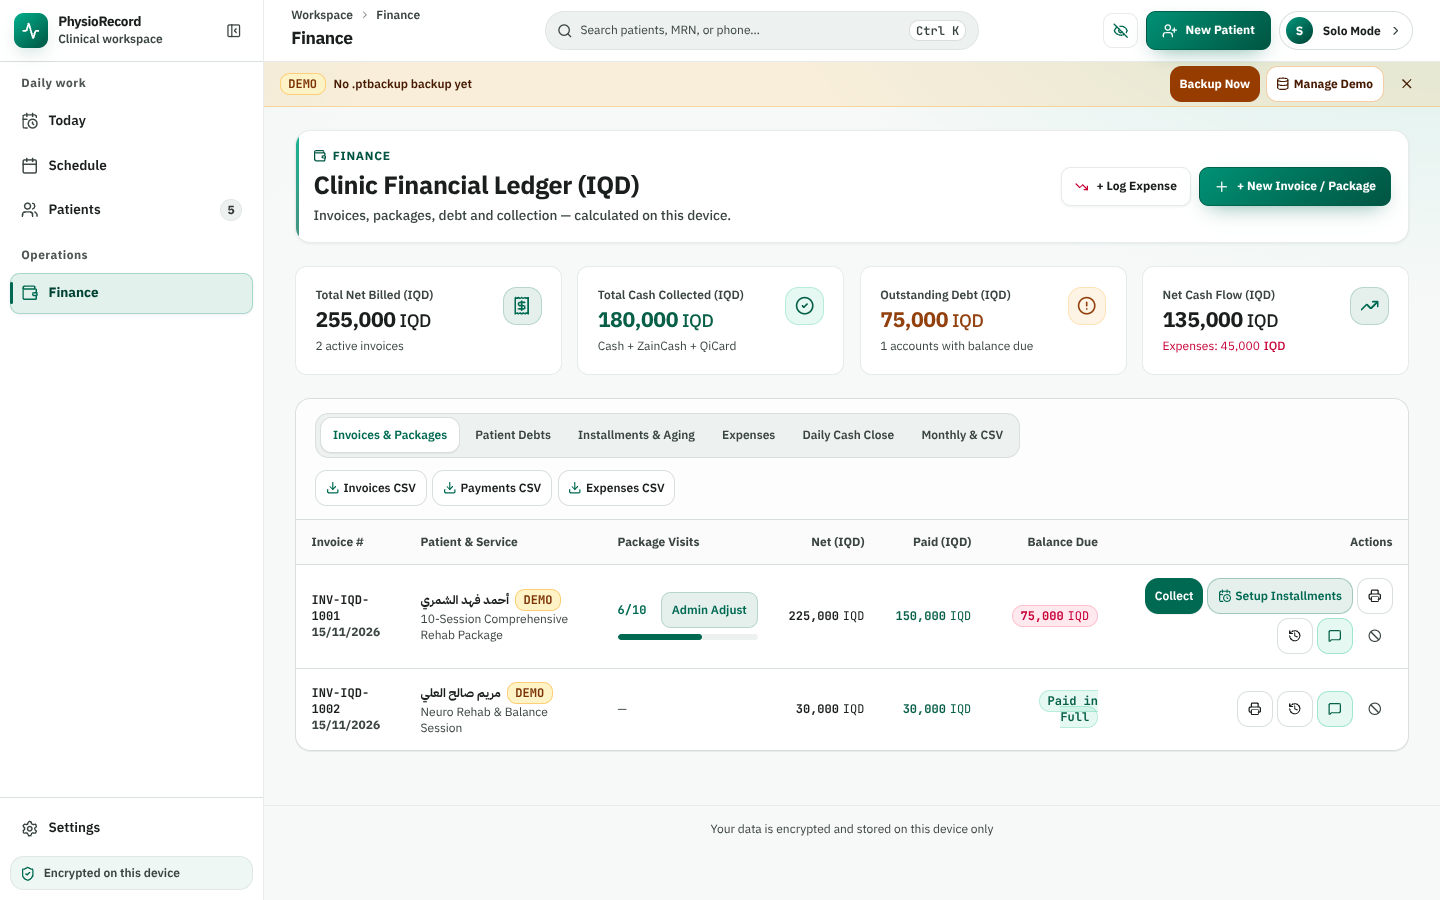 PhysioRecord
Clinical workspace
Daily work
Today
Schedule
Patients
5
Operations
Finance
Settings
Encrypted on this device
Workspace
Finance
Finance
Search patients, MRN, or phone...
Ctrl K
New Patient
S
Solo Mode
DEMO
No .ptbackup backup yet
Backup Now
Manage Demo
FINANCE
Clinic Financial Ledger (IQD)
Invoices, packages, debt and collection — calculated on this device.
+ Log Expense
+ New Invoice / Package
Total Net Billed (IQD)
255,000 IQD
2 active invoices
Total Cash Collected (IQD)
180,000 IQD
Cash + ZainCash + QiCard
Outstanding Debt (IQD)
75,000 IQD
1 accounts with balance due
Net Cash Flow (IQD)
135,000 IQD
Expenses: 45,000 IQD
Invoices & Packages
Patient Debts
Installments & Aging
Expenses
Daily Cash Close
Monthly & CSV
Invoices CSV
Payments CSV
Expenses CSV
Invoice #
Patient & Service
Package Visits
Net (IQD)
Paid (IQD)
Balance Due
Actions
INV-IQD-
1001
15/11/2026
أحمد فهد الشمري
DEMO
10-Session Comprehensive
Rehab Package
6/10
Admin Adjust
225,000 IQD
150,000 IQD
75,000 IQD
Collect
Setup Installments
INV-IQD-
1002
15/11/2026
مريم صالح العلي
DEMO
Neuro Rehab & Balance
Session
—
30,000 IQD
30,000 IQD
Paid in
Full
Your data is encrypted and stored on this device only